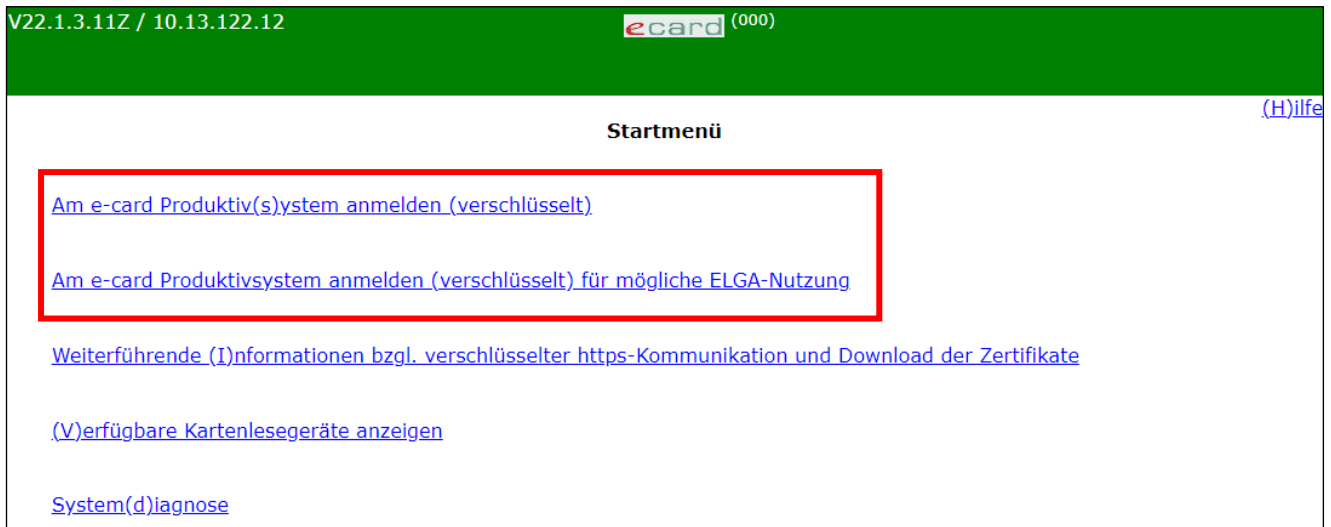 V22.1.3.11Z / 10.13.122.12
ecard (000)
(H)ilfe
Startmenü
Am e-card Produktiv(s)ystem anmelden (verschlüsselt)
Am e-card Produktivsystem anmelden (verschlüsselt) für mögliche ELGA-Nutzung
Weiterführende (I)nformationen bzgl. verschlüsselter https-Kommunikation und Download der Zertifikate
(V)erfügbare Kartenlesegeräte anzeigen
System(d)iagnose